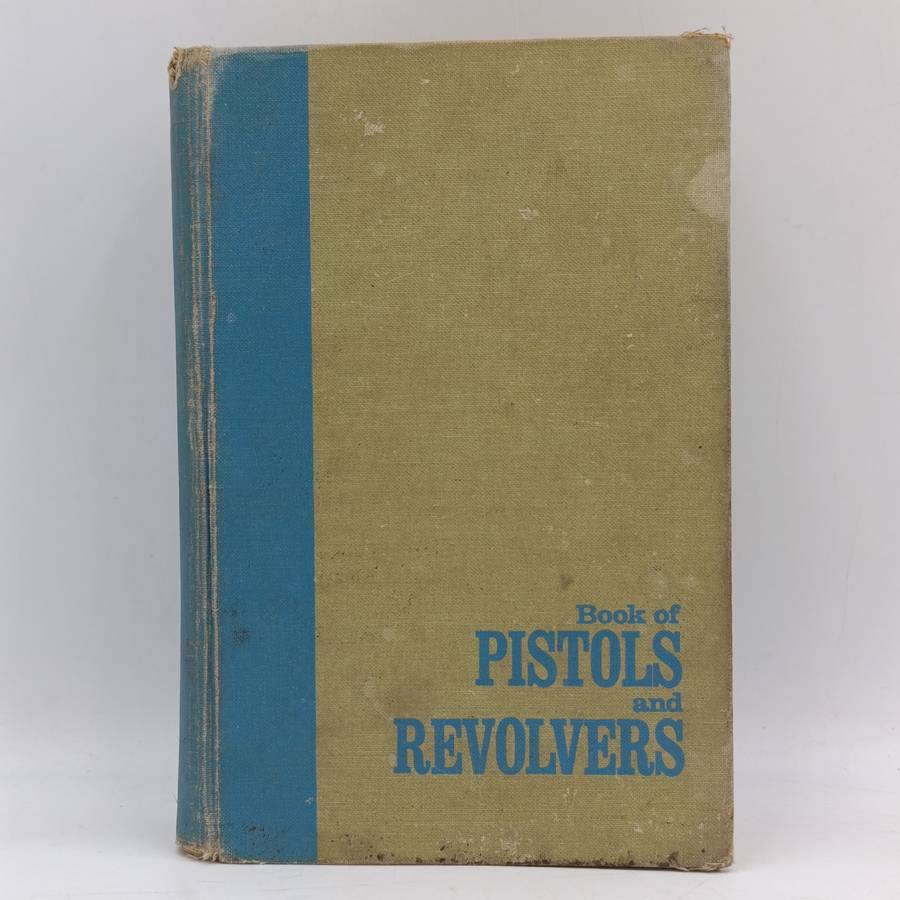 Book of
PISTOLS
and
REVOLVERS